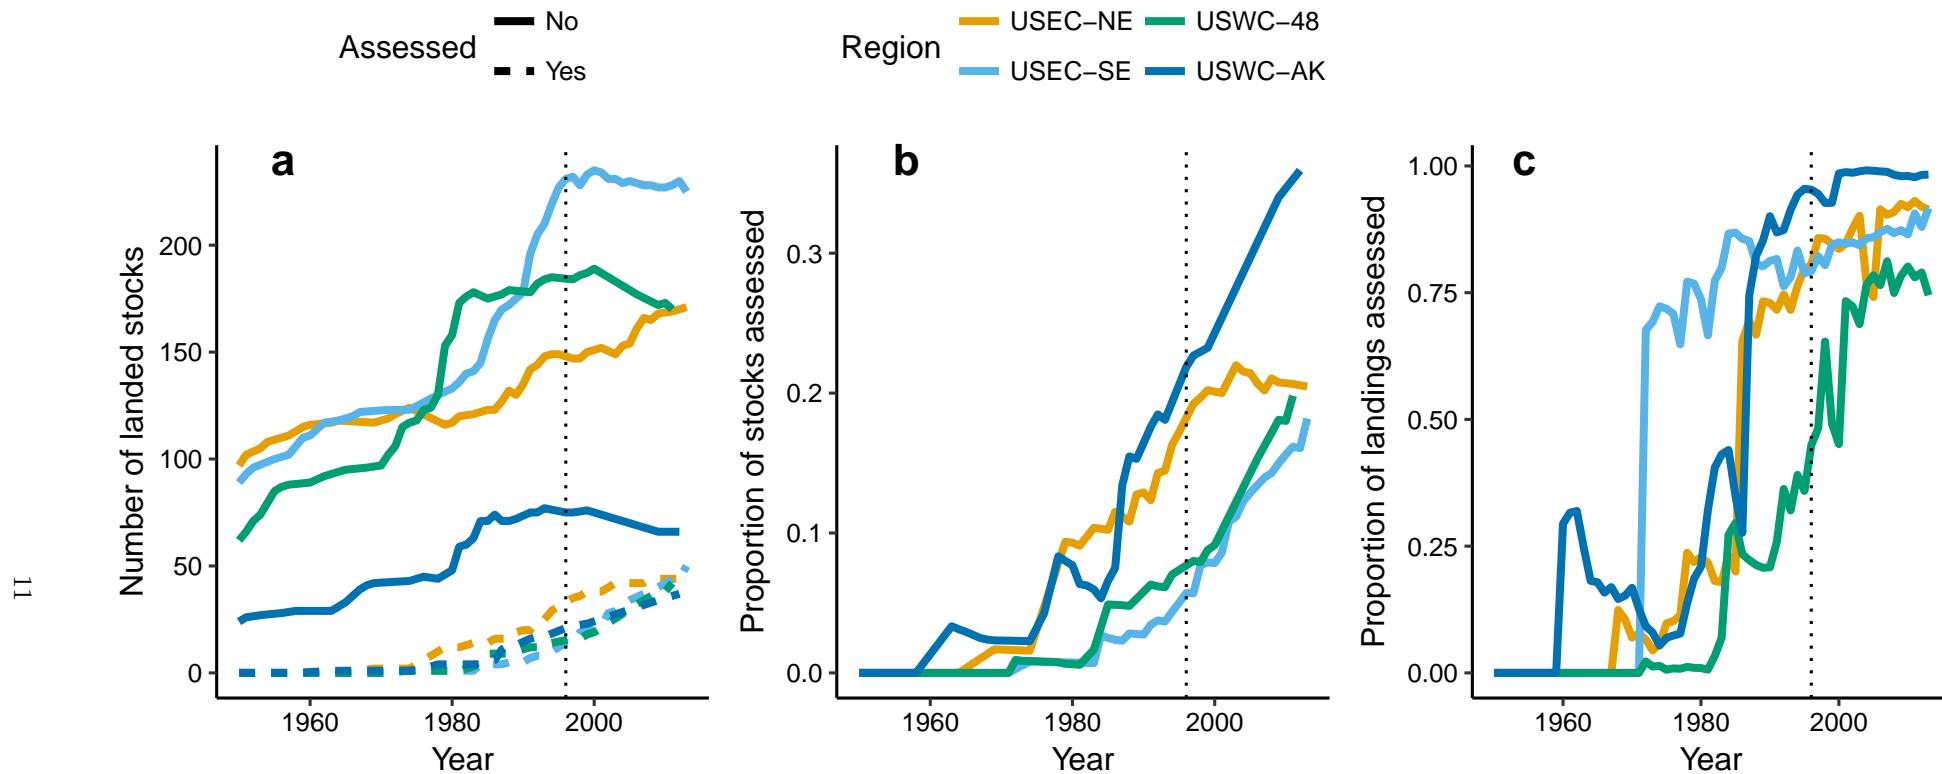 Assessed
No
Yes
Region
USEC−NE
USWC−48
USEC−SE
USWC−AK
a
Number of landed stocks
200
150
100
50
0
1960
1980
2000
Year
b
Proportion of stocks assessed
0.3
0.2
0.1
0.0
1960
1980
2000
Year
c
Proportion of landings assessed
1.00
0.75
0.50
0.25
0.00
1960
1980
2000
Year
11